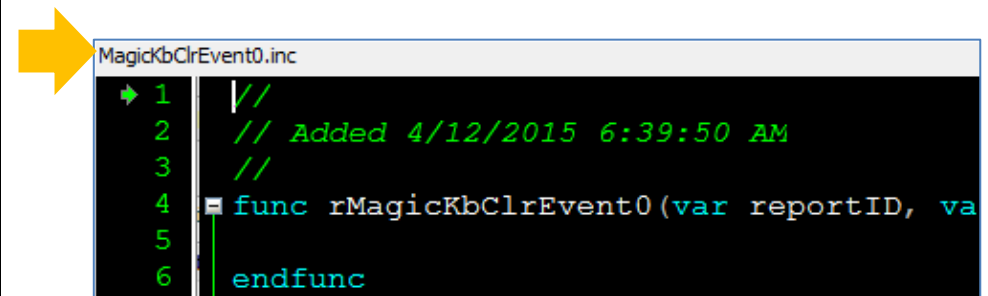 MagicKbClrEvent0.inc
1 //
2 // Added 4/12/2015 6:39:50 AM
3 //
4 func rMagicKbClrEvent0(var reportID, va
5
6 endfunc